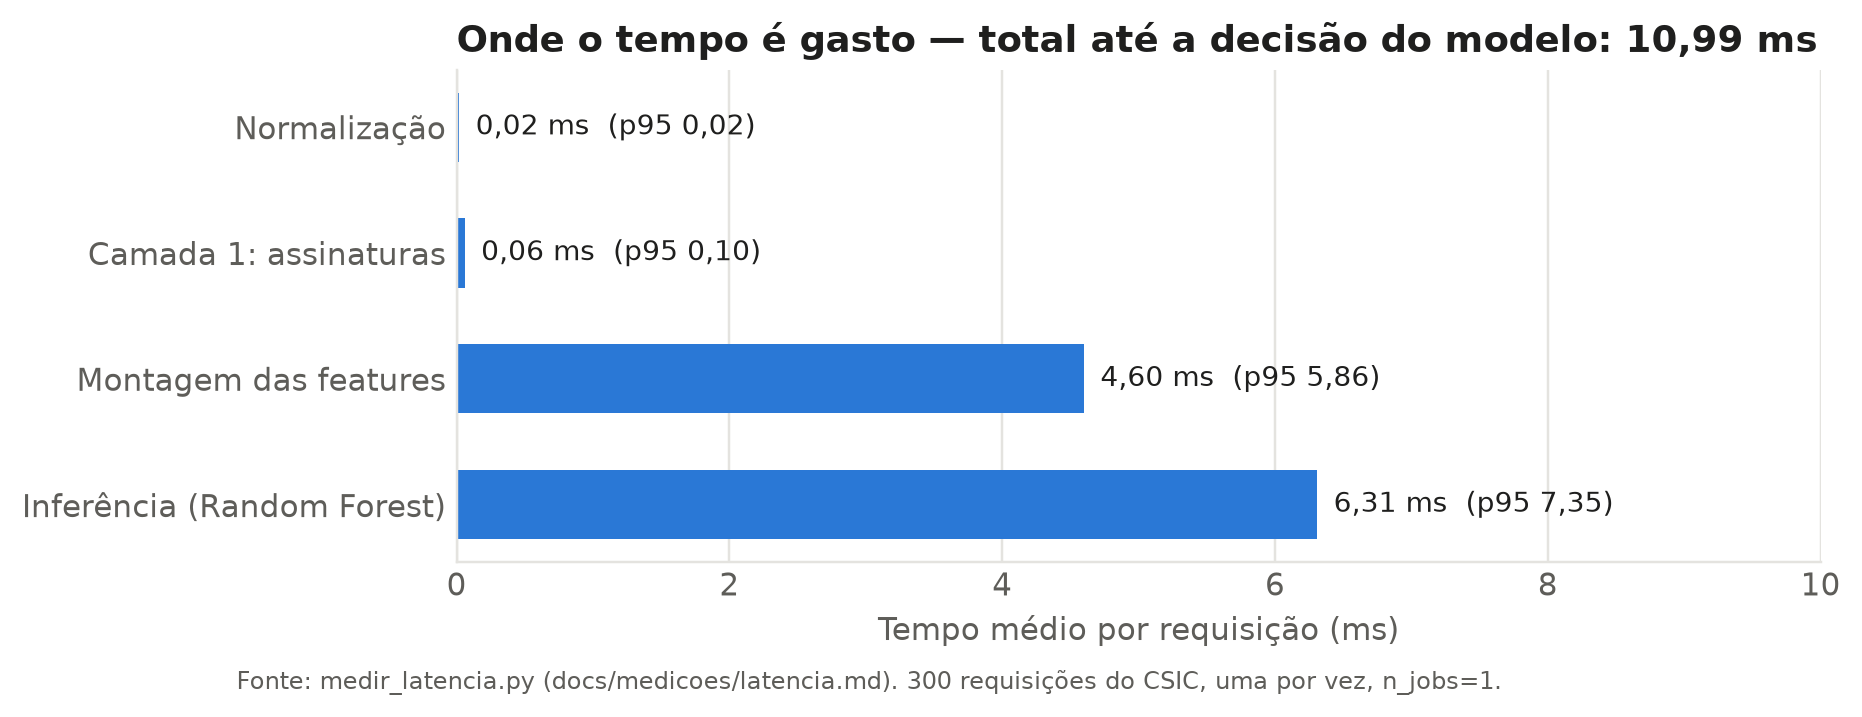 Onde o tempo é gasto — total até a decisão do modelo: 10,99 ms
Normalização 0,02 ms (p95 0,02)
Camada 1: assinaturas 0,06 ms (p95 0,10)
Montagem das features 4,60 ms (p95 5,86)
Inferência (Random Forest) 6,31 ms (p95 7,35)
0 2 4 6 8 10
Tempo médio por requisição (ms)
Fonte: medir_latencia.py (docs/medicoes/latencia.md). 300 requisições do CSIC, uma por vez, n_jobs=1.